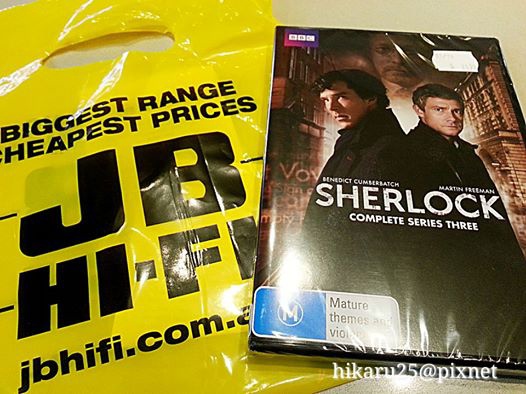 BIGGEST RANGE
CHEAPEST PRICES
JB
HI-FI
jbhifi.com.a
BBC
BENEDICT CUMBERBATCH
MARTIN FREEMAN
SHERLOCK
COMPLETE SERIES THREE
M
Mature
themes and
hikaru25@pixnet